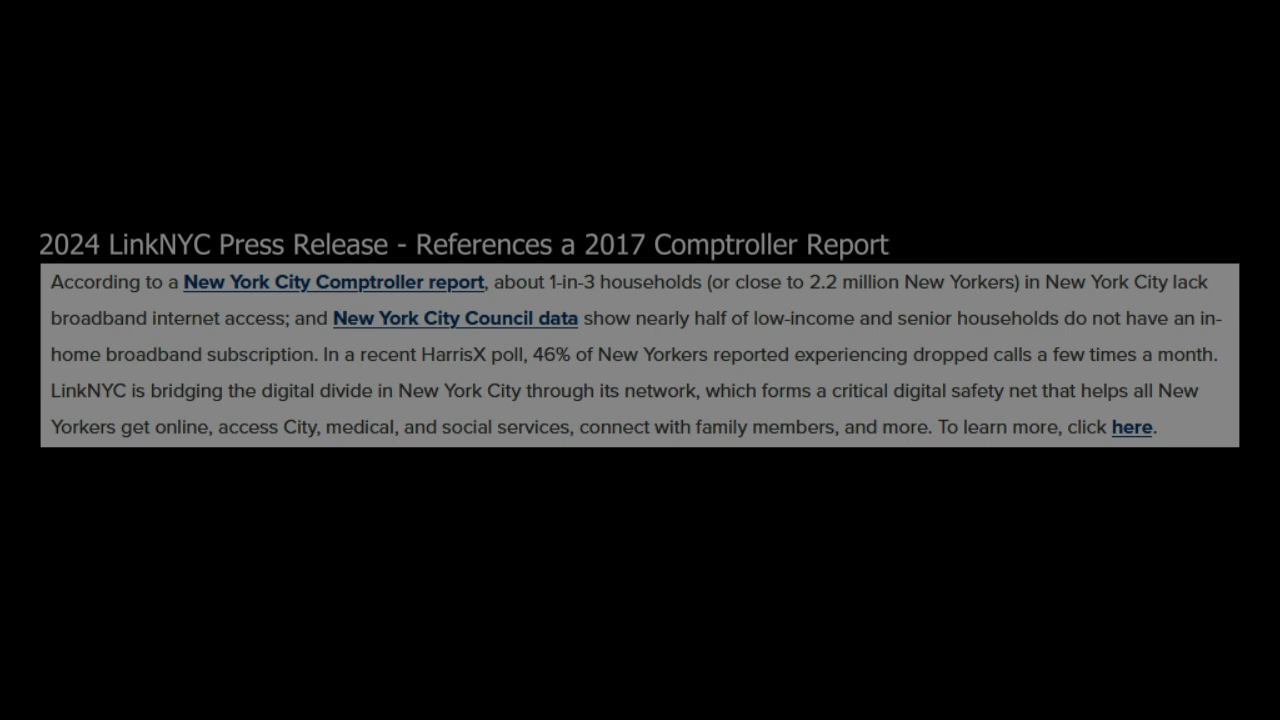 2024 LinkNYC Press Release - References a 2017 Comptroller Report
According to a New York City Comptroller report, about 1-in-3 households (or close to 2.2 million New Yorkers) in New York City lack
broadband internet access; and New York City Council data show nearly half of low-income and senior households do not have an in-
home broadband subscription. In a recent HarrisX poll, 46% of New Yorkers reported experiencing dropped calls a few times a month.
LinkNYC is bridging the digital divide in New York City through its network, which forms a critical digital safety net that helps all New
Yorkers get online, access City, medical, and social services, connect with family members, and more. To learn more, click here.